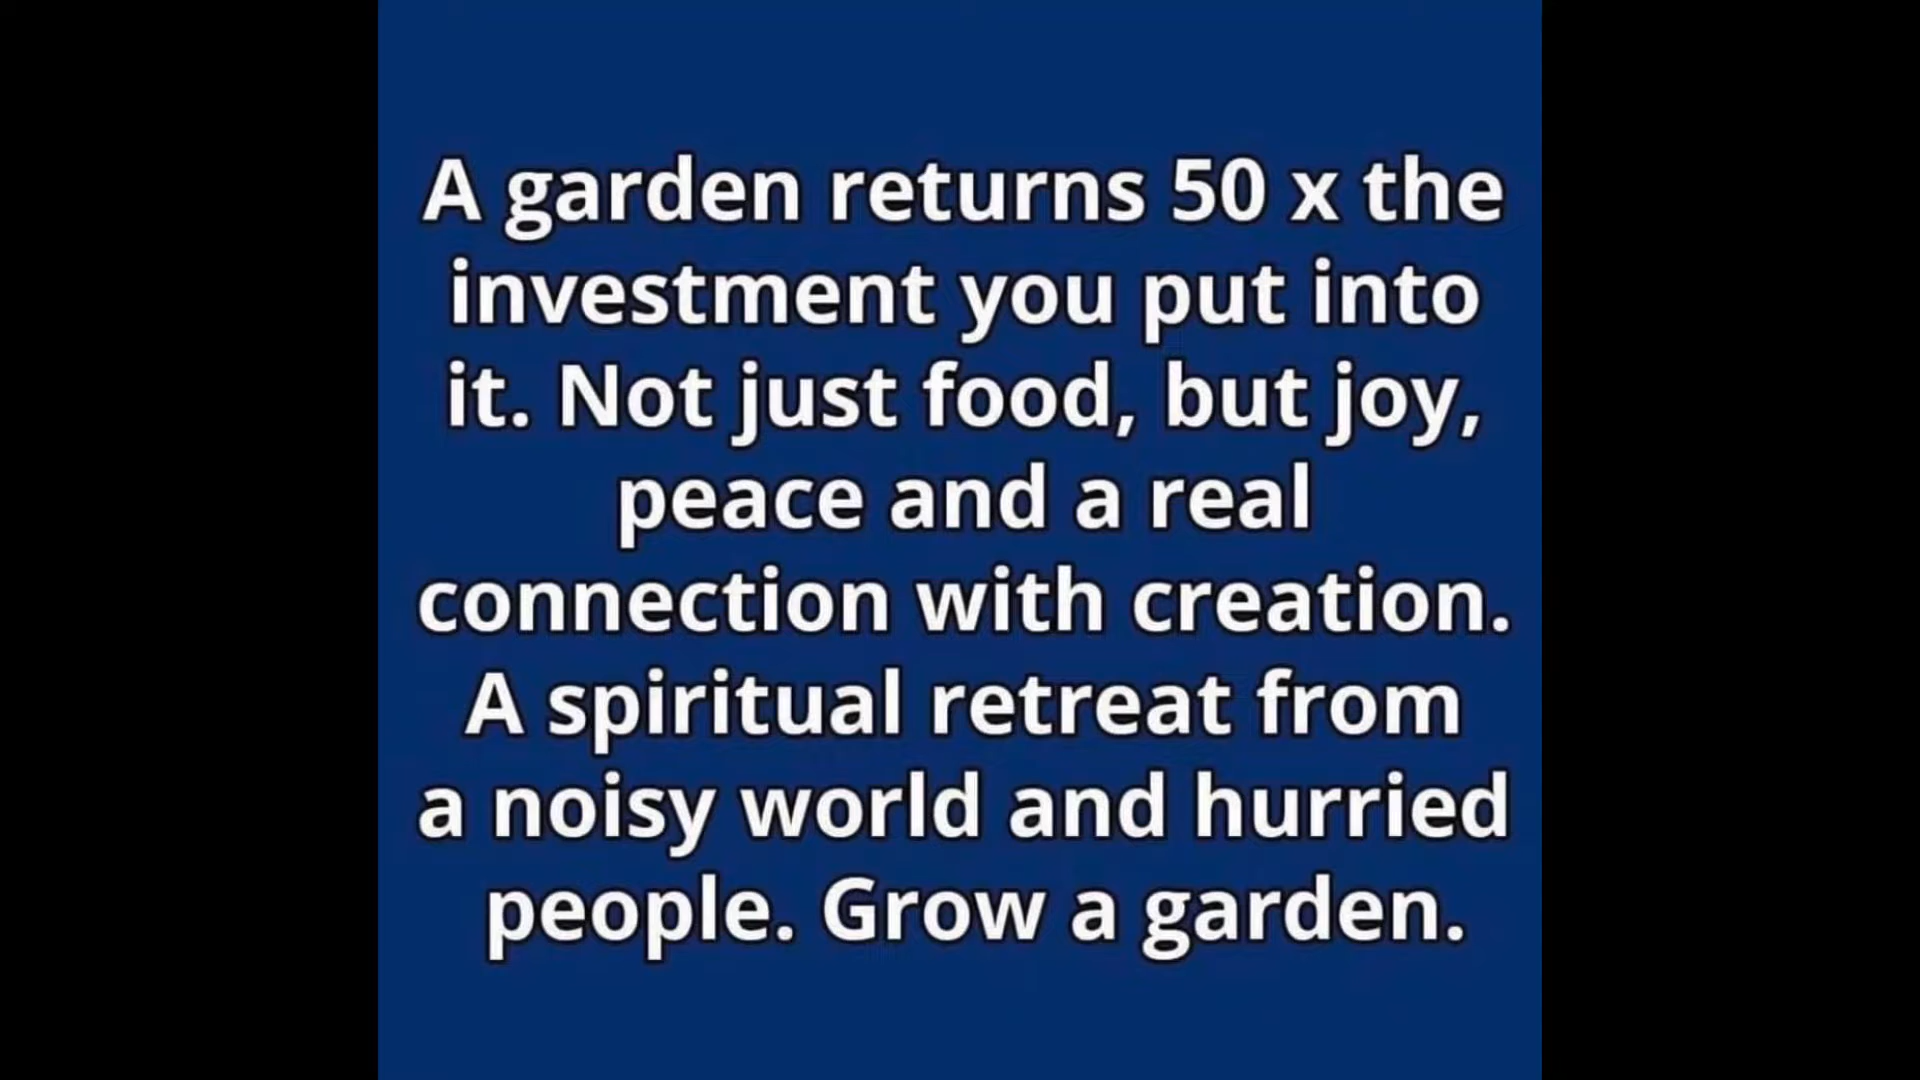 A garden returns 50 x the
investment you put into
it. Not just food, but joy,
peace and a real
connection with creation.
A spiritual retreat from
a noisy world and hurried
people. Grow a garden.